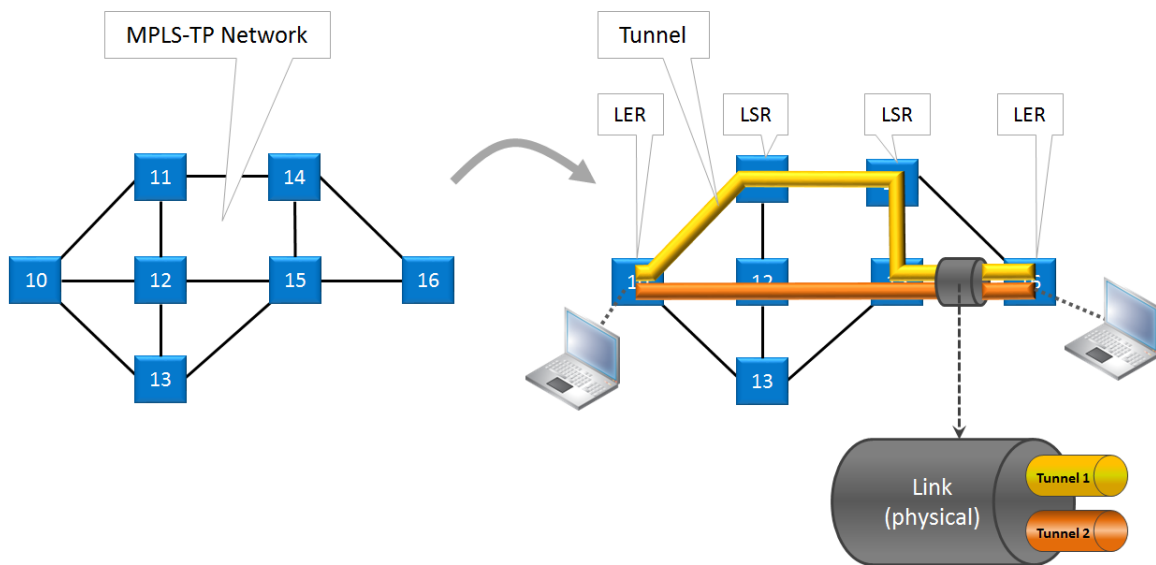 MPLS-TP Network
Tunnel
LER
LSR
LSR
LER
11
14
10
12
15
16
13
13
Link
(physical)
Tunnel 1
Tunnel 2